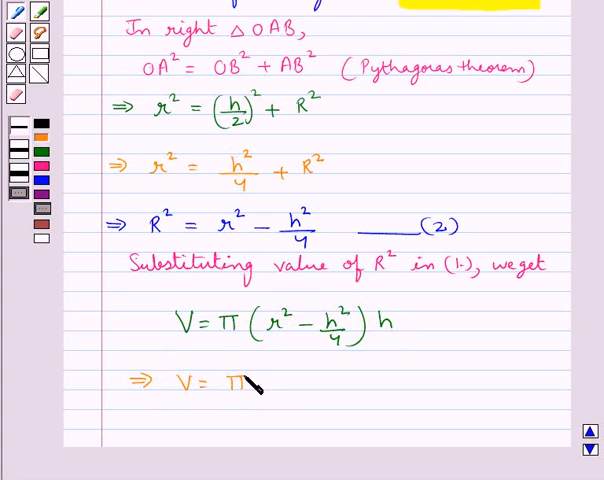 In right △ OAB,
OA² = OB² + AB² (Pythagoras theorem)
⇒ r² = (h/2)² + R²
⇒ r² = h²/4 + R²
⇒ R² = r² − h²/4 ——— (2)
Substituting value of R² in (1), we get
V = π (r² − h²/4) h
⇒ V = π